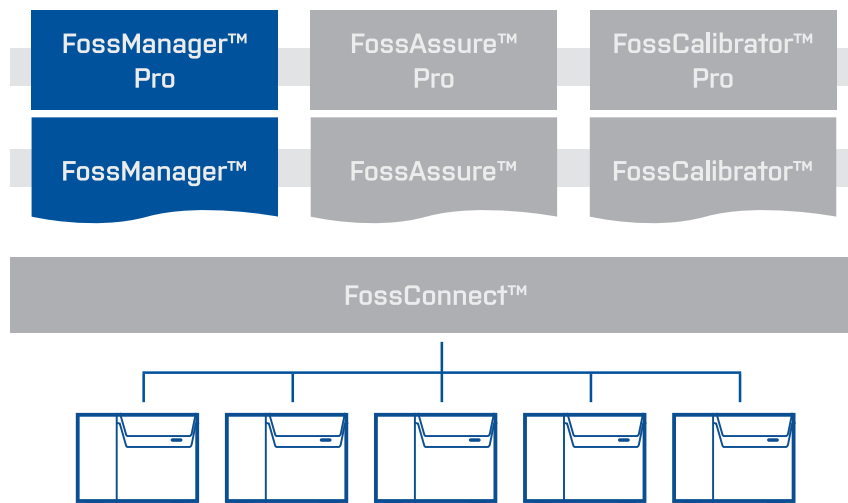 FossManager™
Pro
FossAssure™
Pro
FossCalibrator™
Pro
FossManager™
FossAssure™
FossCalibrator™
FossConnect™